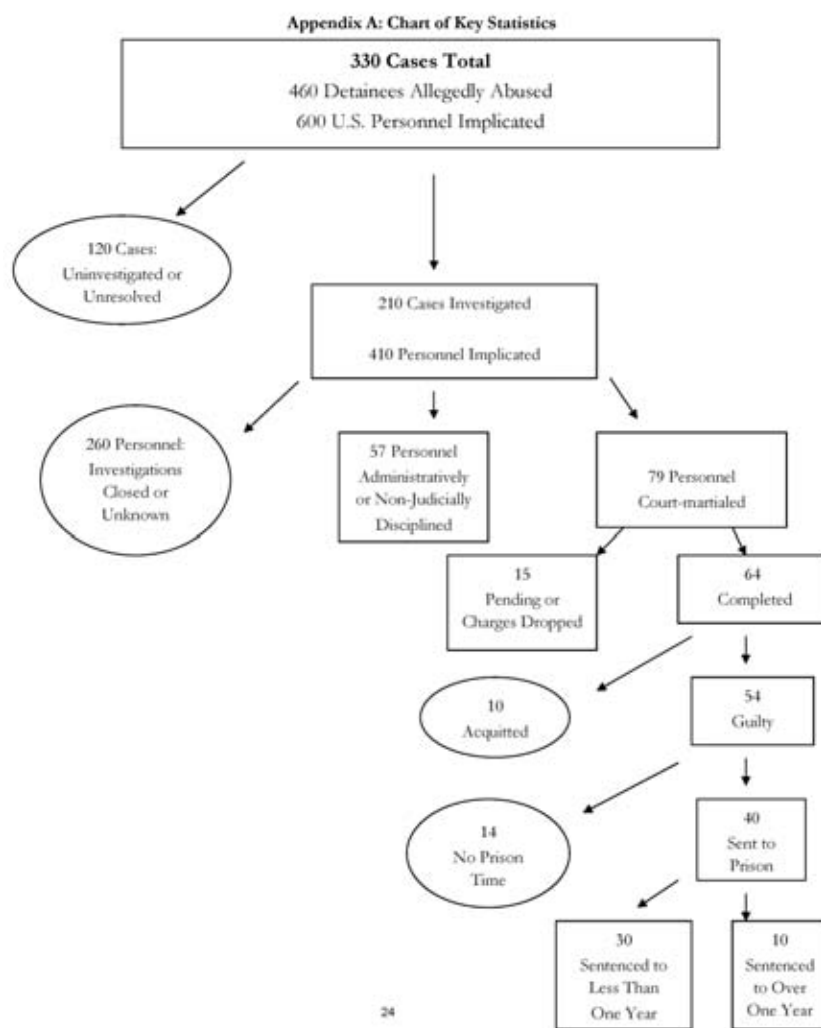 Appendix A: Chart of Key Statistics
330 Cases Total
460 Detainees Allegedly Abused
600 U.S. Personnel Implicated
120 Cases:
Uninvestigated or
Unresolved
210 Cases Investigated
410 Personnel Implicated
260 Personnel:
Investigations
Closed or
Unknown
57 Personnel
Administratively
or Non-Judicially
Disciplined
79 Personnel
Court-martialed
15
Pending or
Charges Dropped
64
Completed
10
Acquitted
54
Guilty
14
No Prison
Time
40
Sent to
Prison
30
Sentenced to
Less Than
One Year
10
Sentenced
to Over
One Year
24